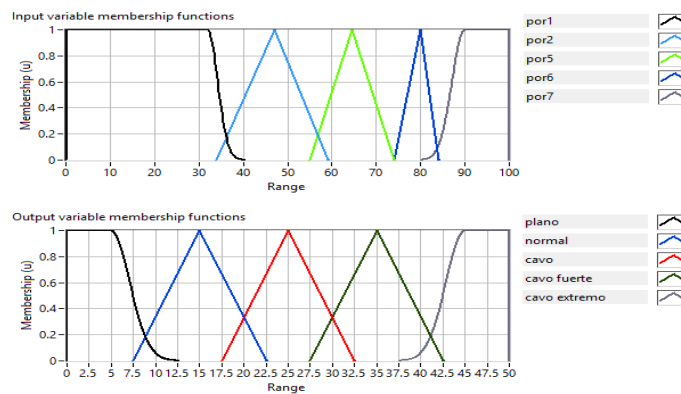 Input variable membership functions
Membership (u)
1
0.8
0.6
0.4
0.2
0
0 10 20 30 40 50 60 70 80 90 100
Range
por1
por2
por5
por6
por7
Output variable membership functions
Membership (u)
1
0.8
0.6
0.4
0.2
0
0 2.5 5 7.5 10 12.5 15 17.5 20 22.5 25 27.5 30 32.5 35 37.5 40 42.5 45 47.5 50
Range
plano
normal
cavo
cavo fuerte
cavo extremo